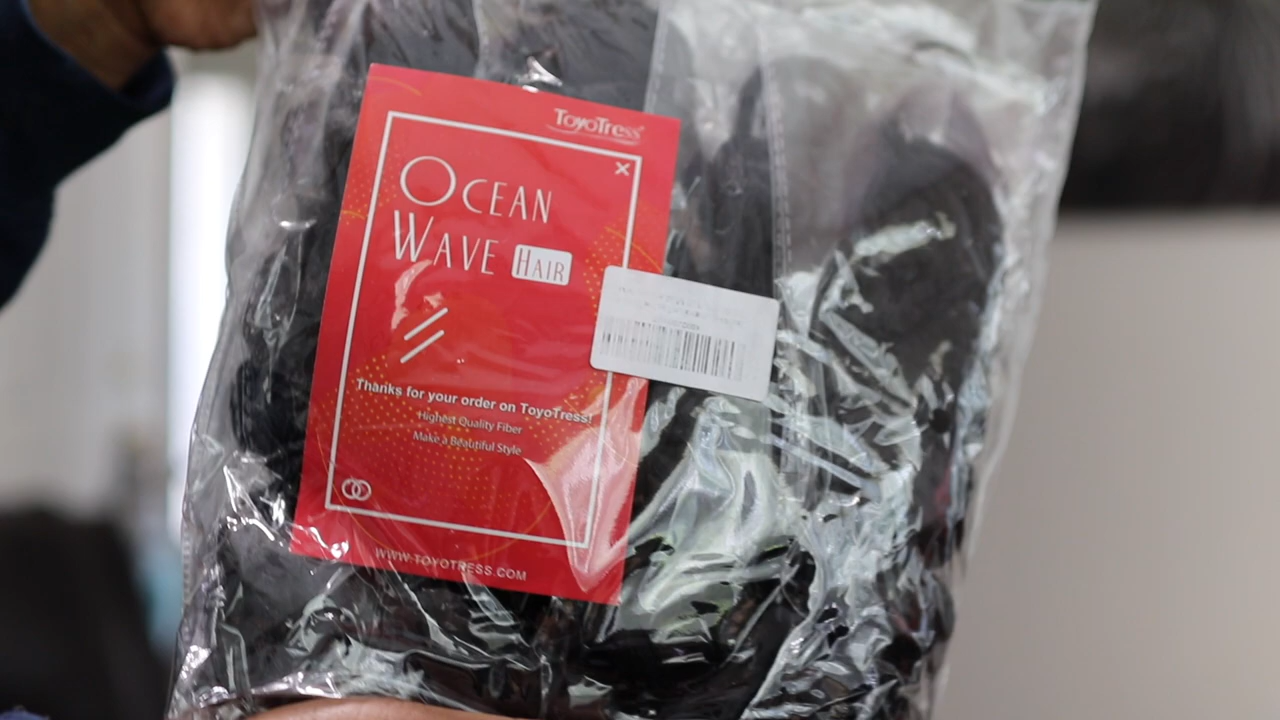 ToyoTress
OCEAN
WAVE HAIR
Thanks for your order on ToyoTress!
Highest Quality Fiber
Make a Beautiful Style
WWW.TOYOTRESS.COM